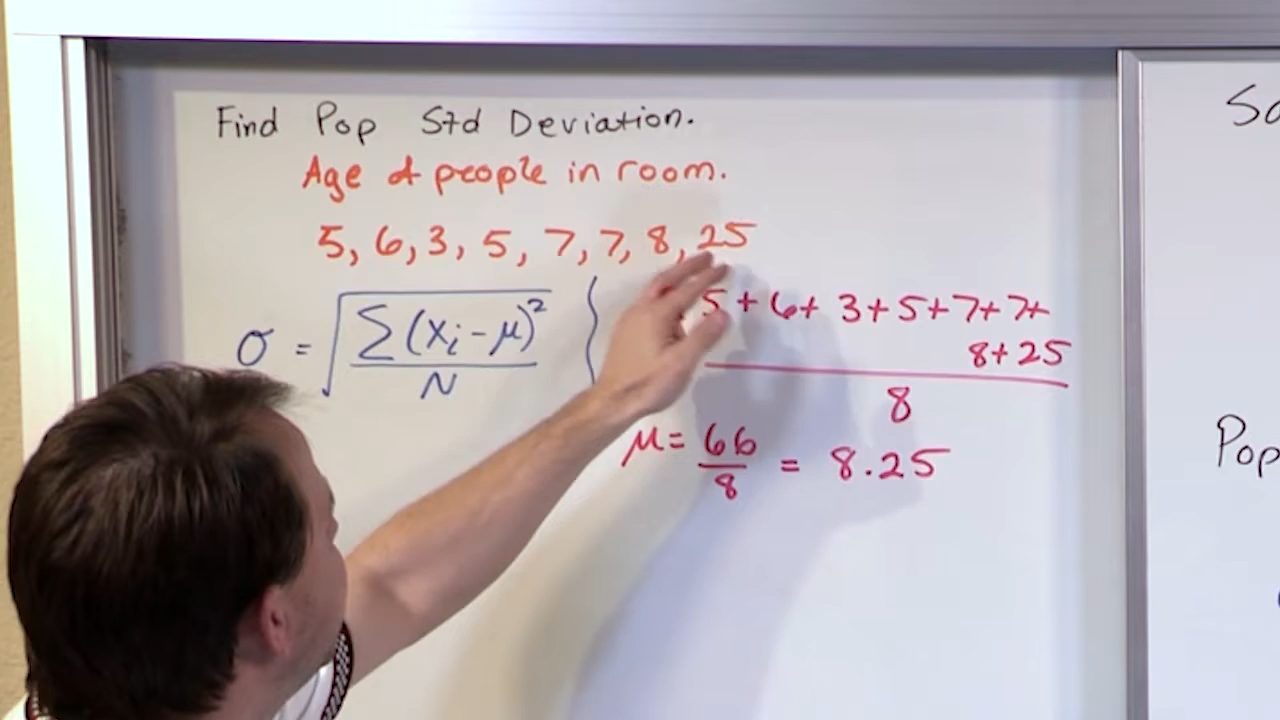 Find Pop Std Deviation.
Age of people in room.
5, 6, 3, 5, 7, 7, 8, 25
σ = √(Σ(xᵢ-μ)²/N)
5+6+3+5+7+7+
8+25
8
μ = 66/8 = 8.25
Pop